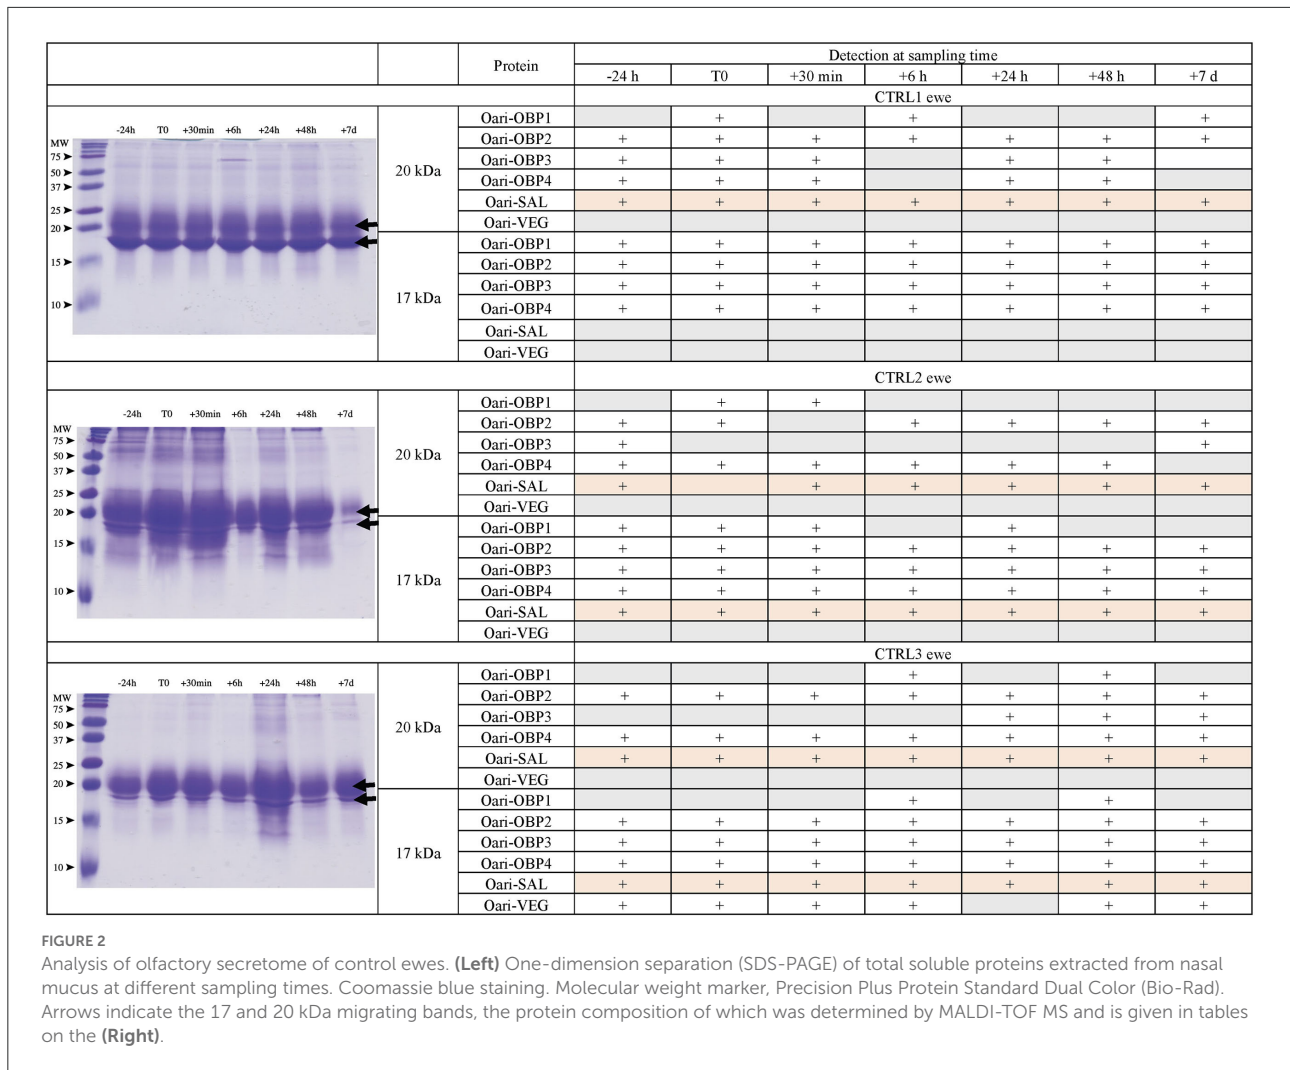 Protein Detection at sampling time
-24 h T0 +30 min +6 h +24 h +48 h +7 d
CTRL1 ewe
-24h T0 +30min +6h +24h +48h +7d
MW
75
50
37
25
20
15
10
20 kDa
Oari-OBP1 + + +
Oari-OBP2 + + + + + + +
Oari-OBP3 + + + + +
Oari-OBP4 + + + + +
Oari-SAL + + + + + + +
Oari-VEG
17 kDa
Oari-OBP1 + + + + + + +
Oari-OBP2 + + + + + + +
Oari-OBP3 + + + + + + +
Oari-OBP4 + + + + + + +
Oari-SAL
Oari-VEG
CTRL2 ewe
-24h T0 +30min +6h +24h +48h +7d
MW
75
50
37
25
20
15
10
20 kDa
Oari-OBP1 + +
Oari-OBP2 + + + + + +
Oari-OBP3 + +
Oari-OBP4 + + + + + +
Oari-SAL + + + + + +
Oari-VEG
17 kDa
Oari-OBP1 + + + +
Oari-OBP2 + + + + + + +
Oari-OBP3 + + + + + + +
Oari-OBP4 + + + + + + +
Oari-SAL + + + + + + +
Oari-VEG
CTRL3 ewe
-24h T0 +30min +6h +24h +48h +7d
MW
75
50
37
25
20
15
10
20 kDa
Oari-OBP1 + +
Oari-OBP2 + + + + + + +
Oari-OBP3 + + +
Oari-OBP4 + + + + + + +
Oari-SAL + + + + + + +
Oari-VEG
17 kDa
Oari-OBP1 + +
Oari-OBP2 + + + + + + +
Oari-OBP3 + + + + + + +
Oari-OBP4 + + + + + + +
Oari-SAL + + + + + + +
Oari-VEG + + + + + +
FIGURE 2
Analysis of olfactory secretome of control ewes. (Left) One-dimension separation (SDS-PAGE) of total soluble proteins extracted from nasal
mucus at different sampling times. Coomassie blue staining. Molecular weight marker, Precision Plus Protein Standard Dual Color (Bio-Rad).
Arrows indicate the 17 and 20 kDa migrating bands, the protein composition of which was determined by MALDI-TOF MS and is given in tables
on the (Right).